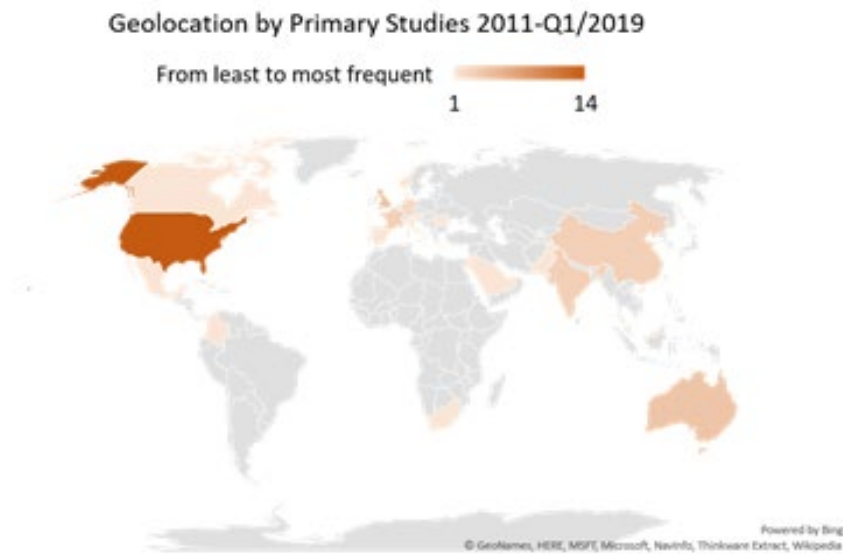 Geolocation by Primary Studies 2011-Q1/2019
From least to most frequent
1 14
Powered by Bing
© GeoNames, HERE, MSFT, Microsoft, NavInfo, Thinkware Extract, Wikipedia